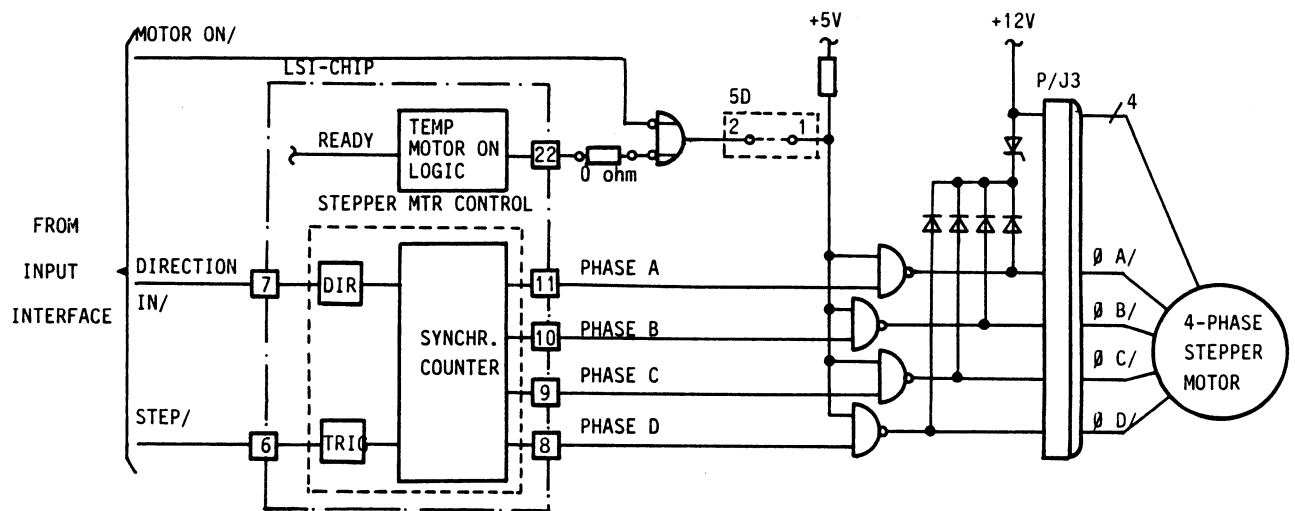 MOTOR ON/
+5V
+12V
LSI-CHIP
P/J3
5D
4
2 1
TEMP
MOTOR ON
LOGIC
READY
22
0 ohm
STEPPER MTR CONTROL
FROM
INPUT
INTERFACE
DIRECTION
IN/
7
DIR
11
PHASE A
Ø A/
SYNCHR.
COUNTER
10
PHASE B
Ø B/
4-PHASE
STEPPER
MOTOR
9
PHASE C
Ø C/
STEP/
6
TRIG
8
PHASE D
Ø D/